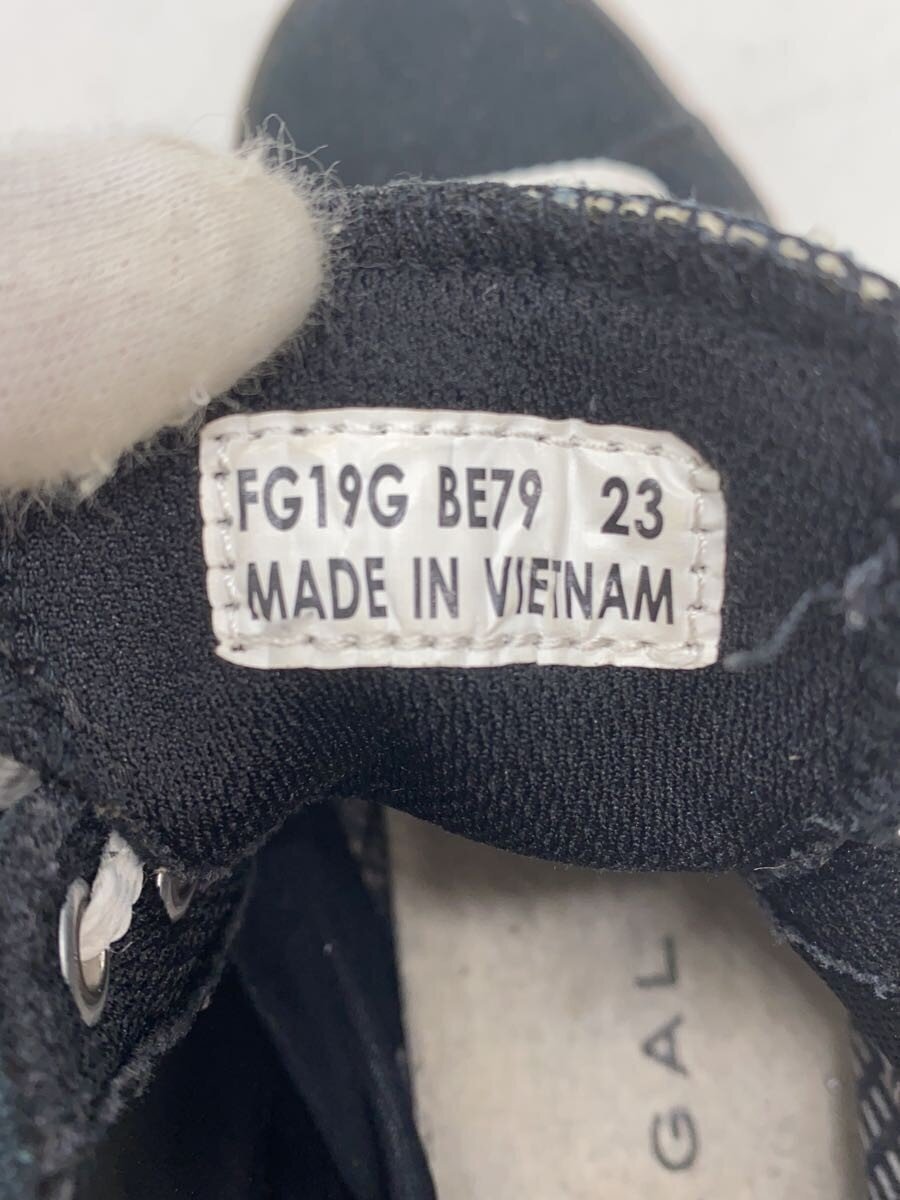 FG19G BE79 23
MADE IN VIETNAM
GAL